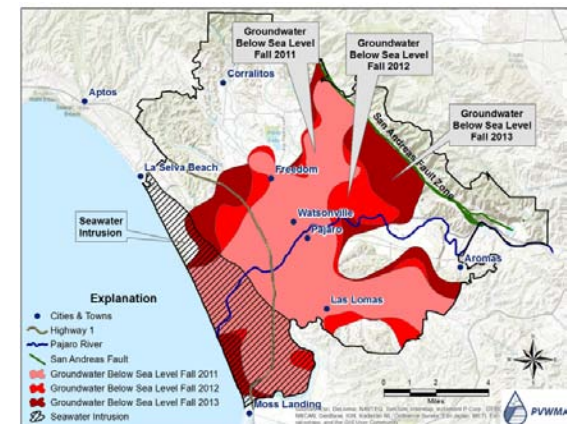 Groundwater
Below Sea Level
Fall 2011
Groundwater
Below Sea Level
Fall 2012
Groundwater
Below Sea Level
Fall 2013
Corralitos
Aptos
San Andreas Fault Zone
La Selva Beach
Freedom
Seawater
Intrusion
Watsonville
Pajaro
Aromas
Las Lomas
Moss Landing
Explanation
Cities & Towns
Highway 1
Pajaro River
San Andreas Fault
Groundwater Below Sea Level Fall 2011
Groundwater Below Sea Level Fall 2012
Groundwater Below Sea Level Fall 2013
Seawater Intrusion
0
1
2
4
Miles
PVWMA